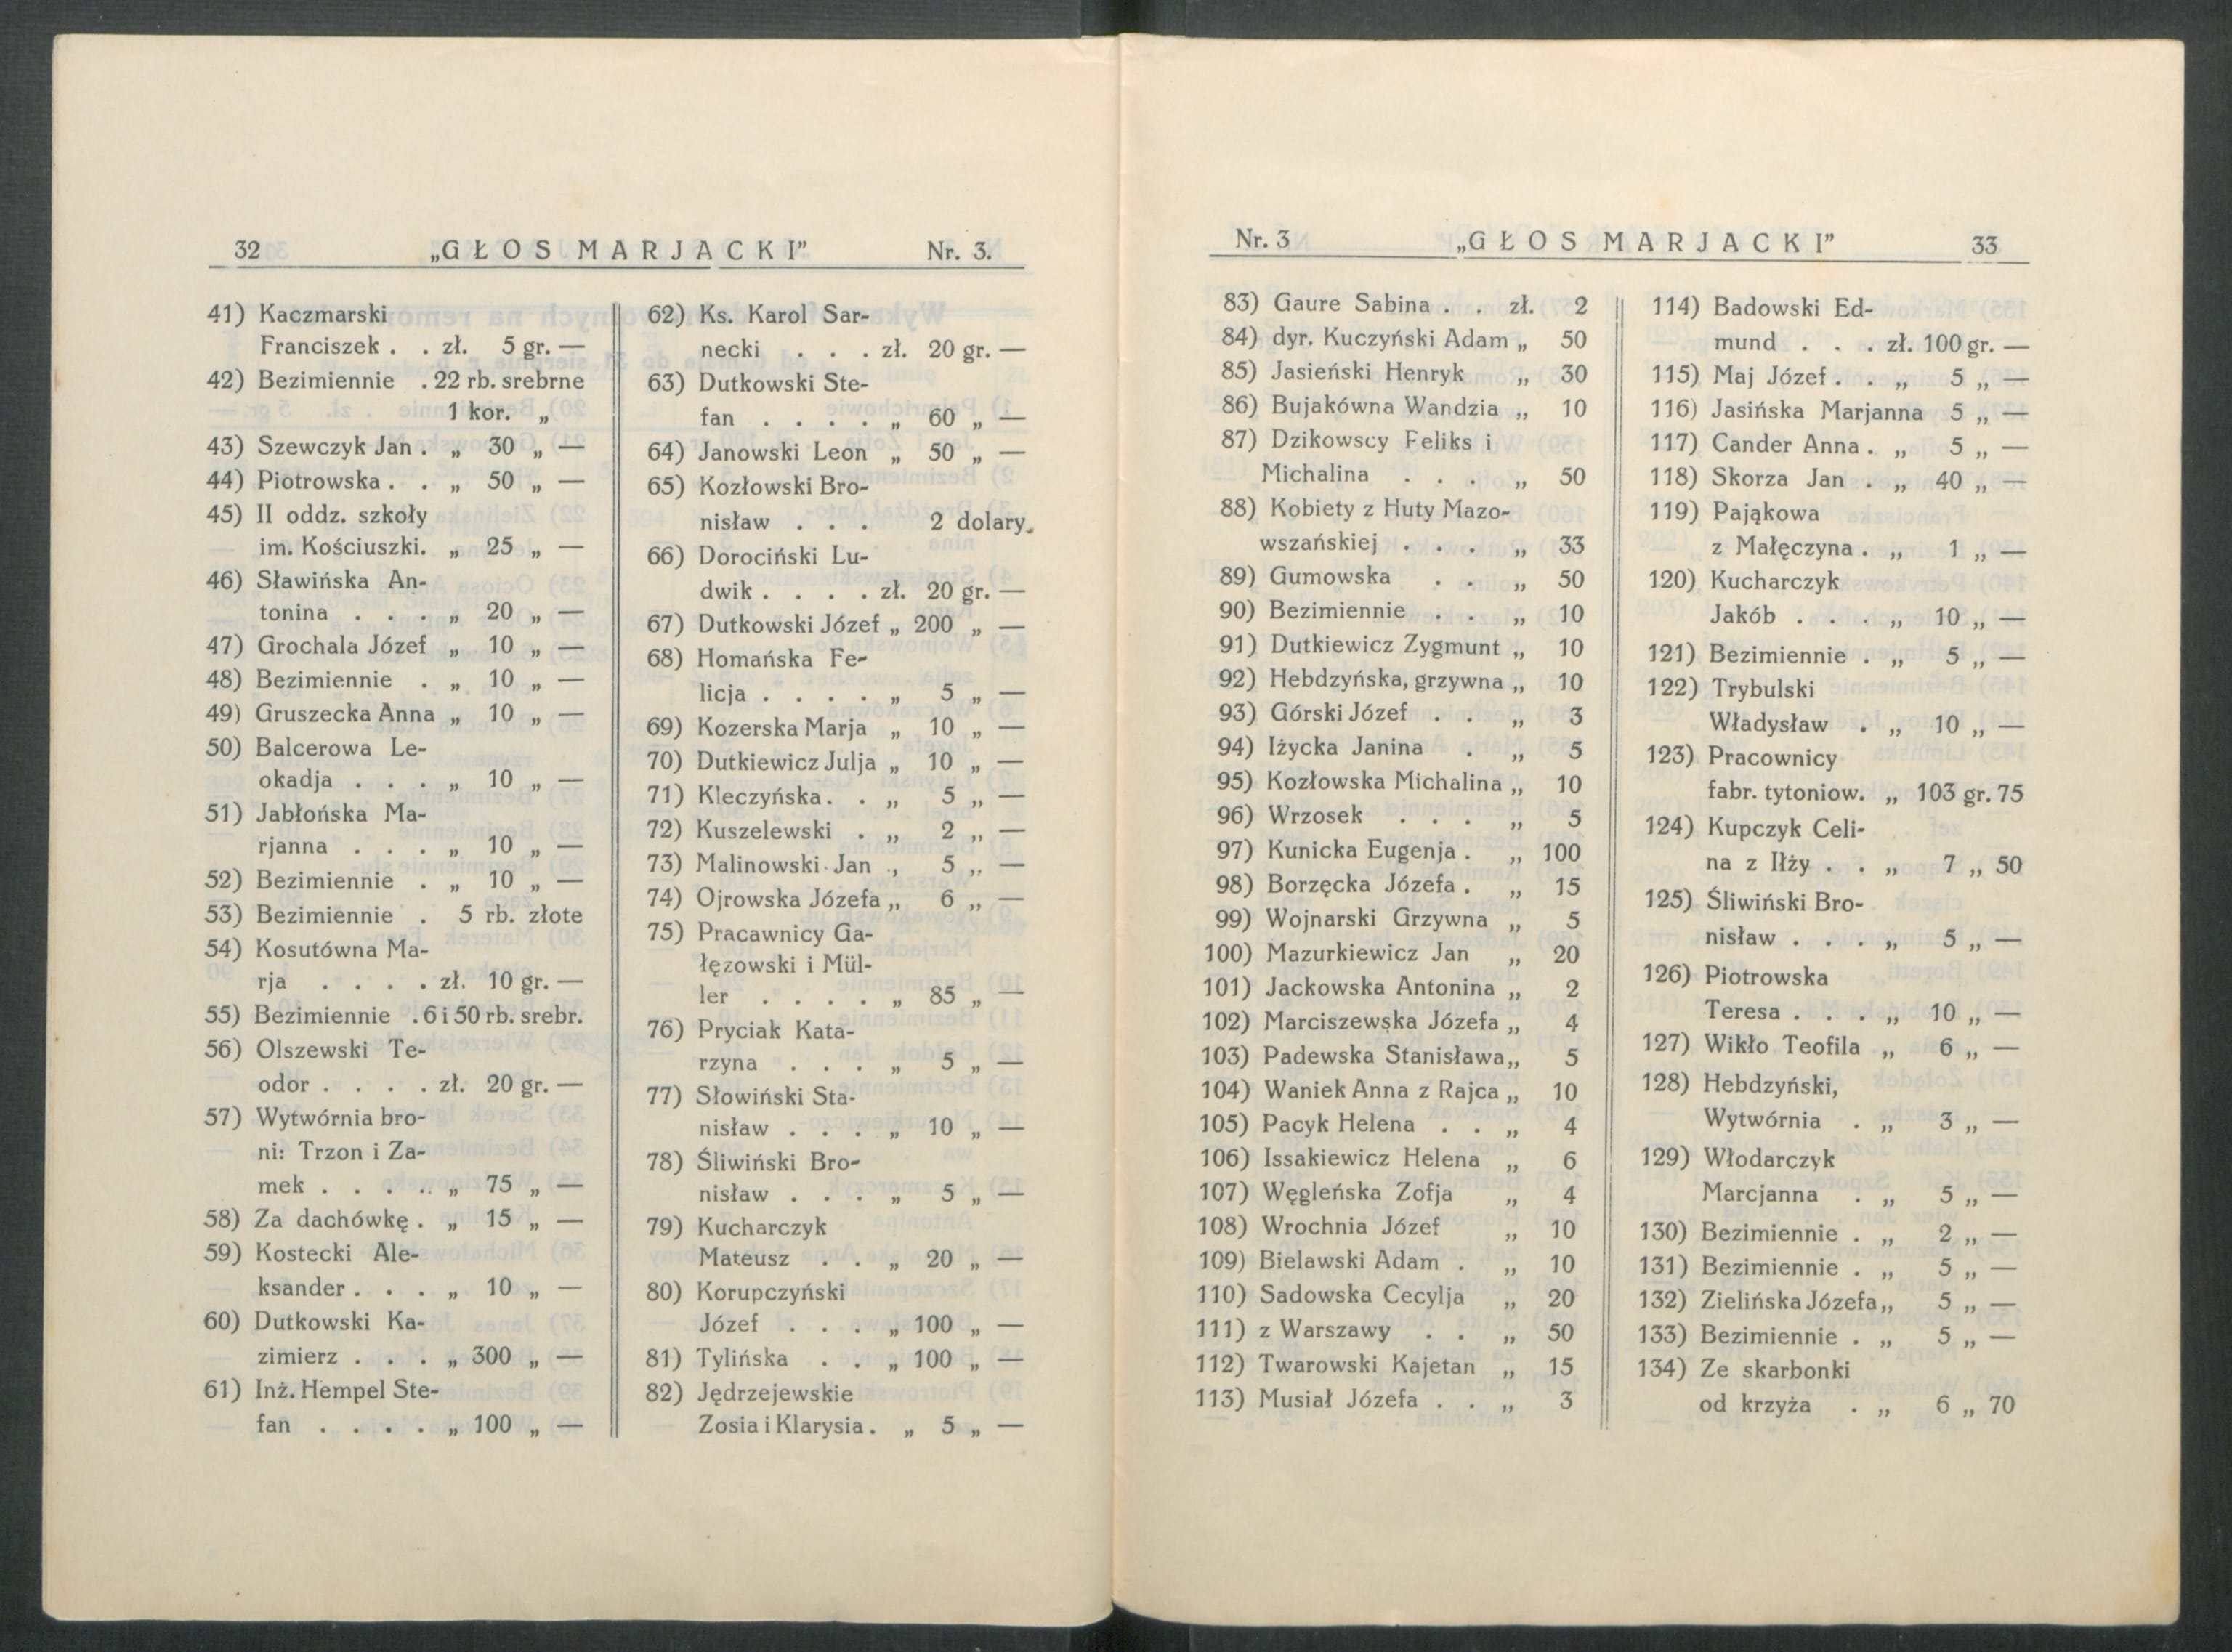 32 „GŁOS MARJACKI” Nr. 3.
41) Kaczmarski
Franciszek . . zł. 5 gr. —
42) Bezimiennie . 22 rb. srebrne
1 kor. „
43) Szewczyk Jan . „ 30 „ —
44) Piotrowska . . „ 50 „ —
45) II oddz. szkoły
im. Kościuszki. „ 25 „ —
46) Sławińska An-
tonina . . . „ 20 „ —
47) Grochala Józef „ 10 „ —
48) Bezimiennie . „ 10 „ —
49) Gruszecka Anna „ 10 „ —
50) Balcerowa Le-
okadja . . . „ 10 „ —
51) Jabłońska Ma-
rjanna . . . „ 10 „ —
52) Bezimiennie . „ 10 „ —
53) Bezimiennie . 5 rb. złote
54) Kosutówna Ma-
rja . . . . zł. 10 gr. —
55) Bezimiennie . 6 i 50 rb. srebr.
56) Olszewski Te-
odor . . . . zł. 20 gr. —
57) Wytwórnia bro-
ni: Trzon i Za-
mek . . . . „ 75 „ —
58) Za dachówkę . „ 15 „ —
59) Kostecki Ale-
ksander . . . „ 10 „ —
60) Dutkowski Ka-
zimierz . . . „ 300 „ —
61) Inż. Hempel Ste-
fan . . . . „ 100 „ —
62) Ks. Karol Sar-
necki . . . zł. 20 gr. —
63) Dutkowski Ste-
fan . . . . „ 60 „ —
64) Janowski Leon „ 50 „ —
65) Kozłowski Bro-
nisław . . . 2 dolary.
66) Dorociński Lu-
dwik . . . . zł. 20 gr. —
67) Dutkowski Józef „ 200 „ —
68) Homańska Fe-
licja . . . . „ 5 „ —
69) Kozerska Marja „ 10 „ —
70) Dutkiewicz Julja „ 10 „ —
71) Kleczyńska . . „ 5 „ —
72) Kuszelewski . „ 2 „ —
73) Malinowski Jan „ 5 „ —
74) Ojrowska Józefa „ 6 „ —
75) Pracawnicy Ga-
łęzowski i Mül-
ler . . . . „ 85 „ —
76) Pryciak Kata-
rzyna . . . „ 5 „ —
77) Słowiński Sta-
nisław . . . „ 10 „ —
78) Śliwiński Bro-
nisław . . . „ 5 „ —
79) Kucharczyk
Mateusz . . „ 20 „ —
80) Korupczyński
Józef . . . „ 100 „ —
81) Tylińska . . „ 100 „ —
82) Jędrzejewskie
Zosia i Klarysia . „ 5 „ —
Nr. 3 „GŁOS MARJACKI” 33
83) Gaure Sabina . . zł. 2
84) dyr. Kuczyński Adam „ 50
85) Jasieński Henryk „ 30
86) Bujakówna Wandzia „ 10
87) Dzikowscy Feliks i
Michalina . . . „ 50
88) Kobiety z Huty Mazo-
wszańskiej . . . „ 33
89) Gumowska . . „ 50
90) Bezimiennie . . „ 10
91) Dutkiewicz Zygmunt „ 10
92) Hebdzyńska, grzywna „ 10
93) Górski Józef . . „ 3
94) Iżycka Janina . „ 5
95) Kozłowska Michalina „ 10
96) Wrzosek . . . „ 5
97) Kunicka Eugenja . „ 100
98) Borzęcka Józefa . „ 15
99) Wojnarski Grzywna „ 5
100) Mazurkiewicz Jan „ 20
101) Jackowska Antonina „ 2
102) Marciszewska Józefa „ 4
103) Padewska Stanisława „ 5
104) Waniek Anna z Rajca „ 10
105) Pacyk Helena . . „ 4
106) Issakiewicz Helena „ 6
107) Węgleńska Zofja „ 4
108) Wrochnia Józef „ 10
109) Bielawski Adam . „ 10
110) Sadowska Cecylja „ 20
111) z Warszawy . . „ 50
112) Twarowski Kajetan „ 15
113) Musiał Józefa . . „ 3
114) Badowski Ed-
mund . . . zł. 100 gr. —
115) Maj Józef . . „ 5 „ —
116) Jasińska Marjanna 5 „ —
117) Cander Anna . „ 5 „ —
118) Skorza Jan . „ 40 „ —
119) Pająkowa
z Małęczyna . „ 1 „ —
120) Kucharczyk
Jakób . . . „ 10 „ —
121) Bezimiennie . „ 5 „ —
122) Trybulski
Władysław . „ 10 „ —
123) Pracownicy
fabr. tytoniow. „ 103 gr. 75
124) Kupczyk Celi-
na z Iłży . . „ 7 „ 50
125) Śliwiński Bro-
nisław . . . „ 5 „ —
126) Piotrowska
Teresa . . . „ 10 „ —
127) Wikło Teofila „ 6 „ —
128) Hebdzyński,
Wytwórnia . „ 3 „ —
129) Włodarczyk
Marcjanna . „ 5 „ —
130) Bezimiennie . „ 2 „ —
131) Bezimiennie . „ 5 „ —
132) Zielińska Józefa „ 5 „ —
133) Bezimiennie . „ 5 „ —
134) Ze skarbonki
od krzyża . „ 6 „ 70